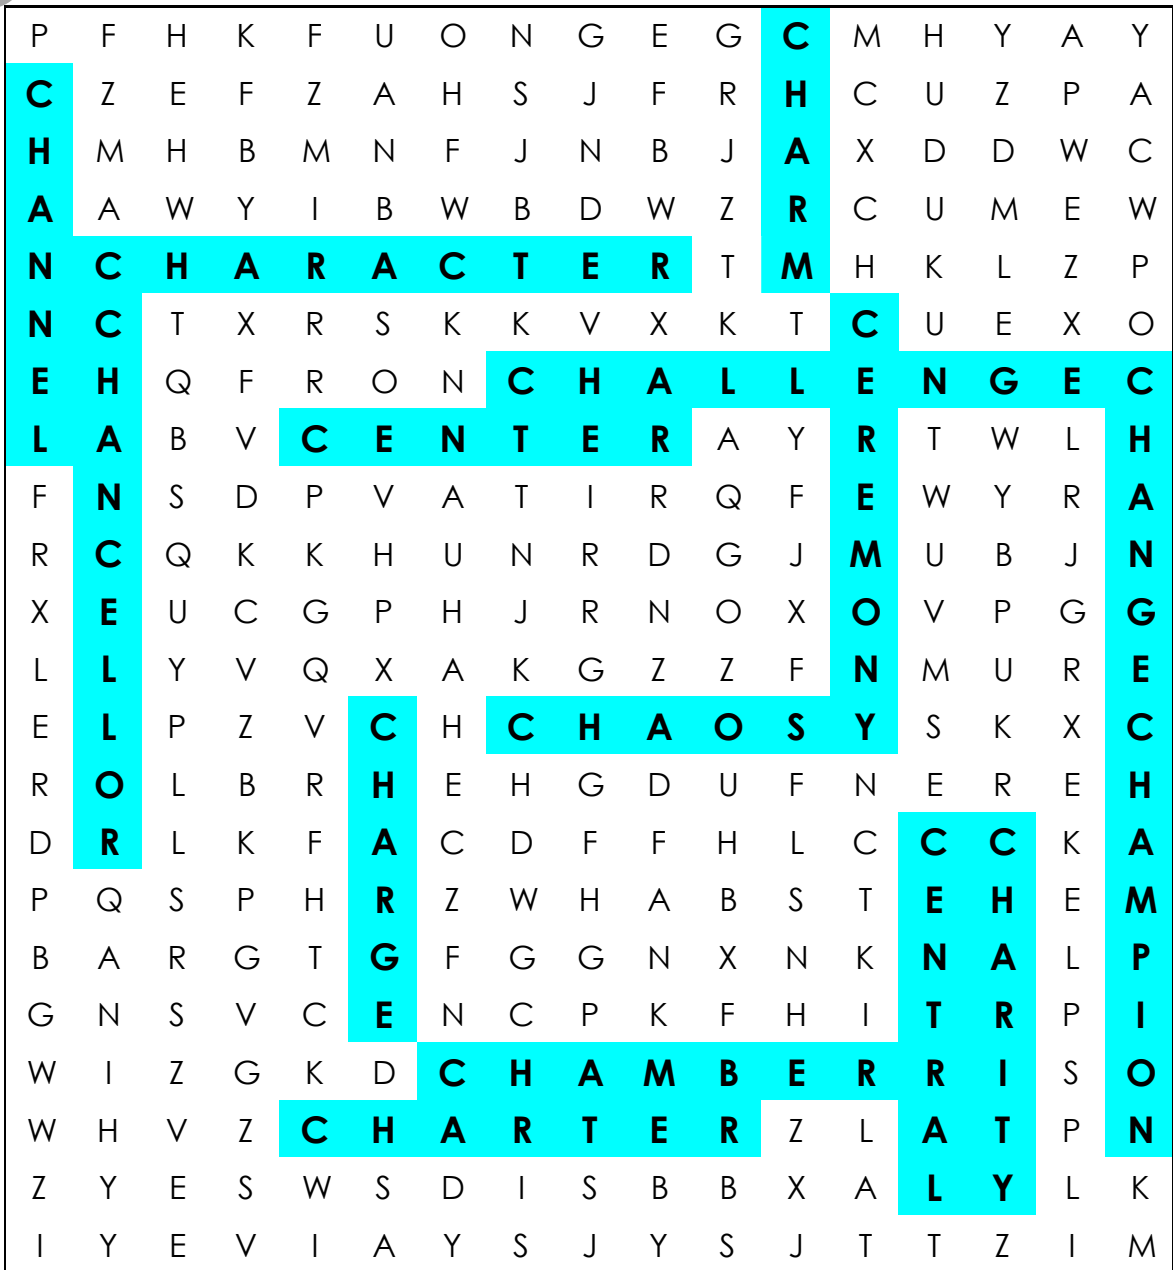 P F H K F U O N G E G C M H Y A Y
C Z E F Z A H S J F R H C U Z P A
H M H B M N F J N B J A X D D W C
A A W Y I B W B D W Z R C U M E W
N C H A R A C T E R T M H K L Z P
N C T X R S K K V X K T C U E X O
E H Q F R O N C H A L L E N G E C
L A B V C E N T E R A Y R T W L H
F N S D P V A T I R Q F E W Y R A
R C Q K K H U N R D G J M U B J N
X E U C G P H J R N O X O V P G G
L L Y V Q X A K G Z Z F N M U R E
E L P Z V C H C H A O S Y S K X C
R O L B R H E H G D U F N E R E H
D R L K F A C D F F H L C C C K A
P Q S P H R Z W H A B S T E H E M
B A R G T G F G G N X N K N A L P
G N S V C E N C P K F H I T R P I
W I Z G K D C H A M B E R R I S O
W H V Z C H A R T E R Z L A T P N
Z Y E S W S D I S B B X A L Y L K
I Y E V I A Y S J Y S J T T Z I M